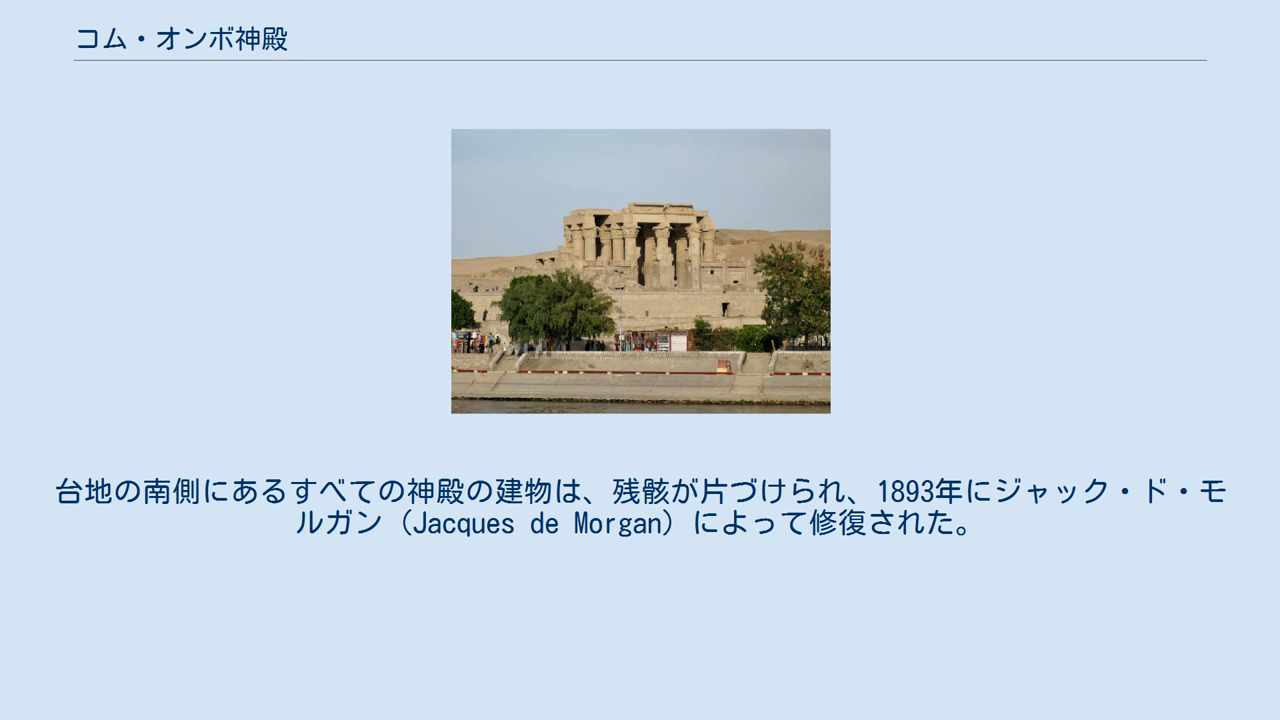 コム・オンボ神殿
台地の南側にあるすべての神殿の建物は、残骸が片づけられ、1893年にジャック・ド・モ
ルガン（Jacques de Morgan）によって修復された。